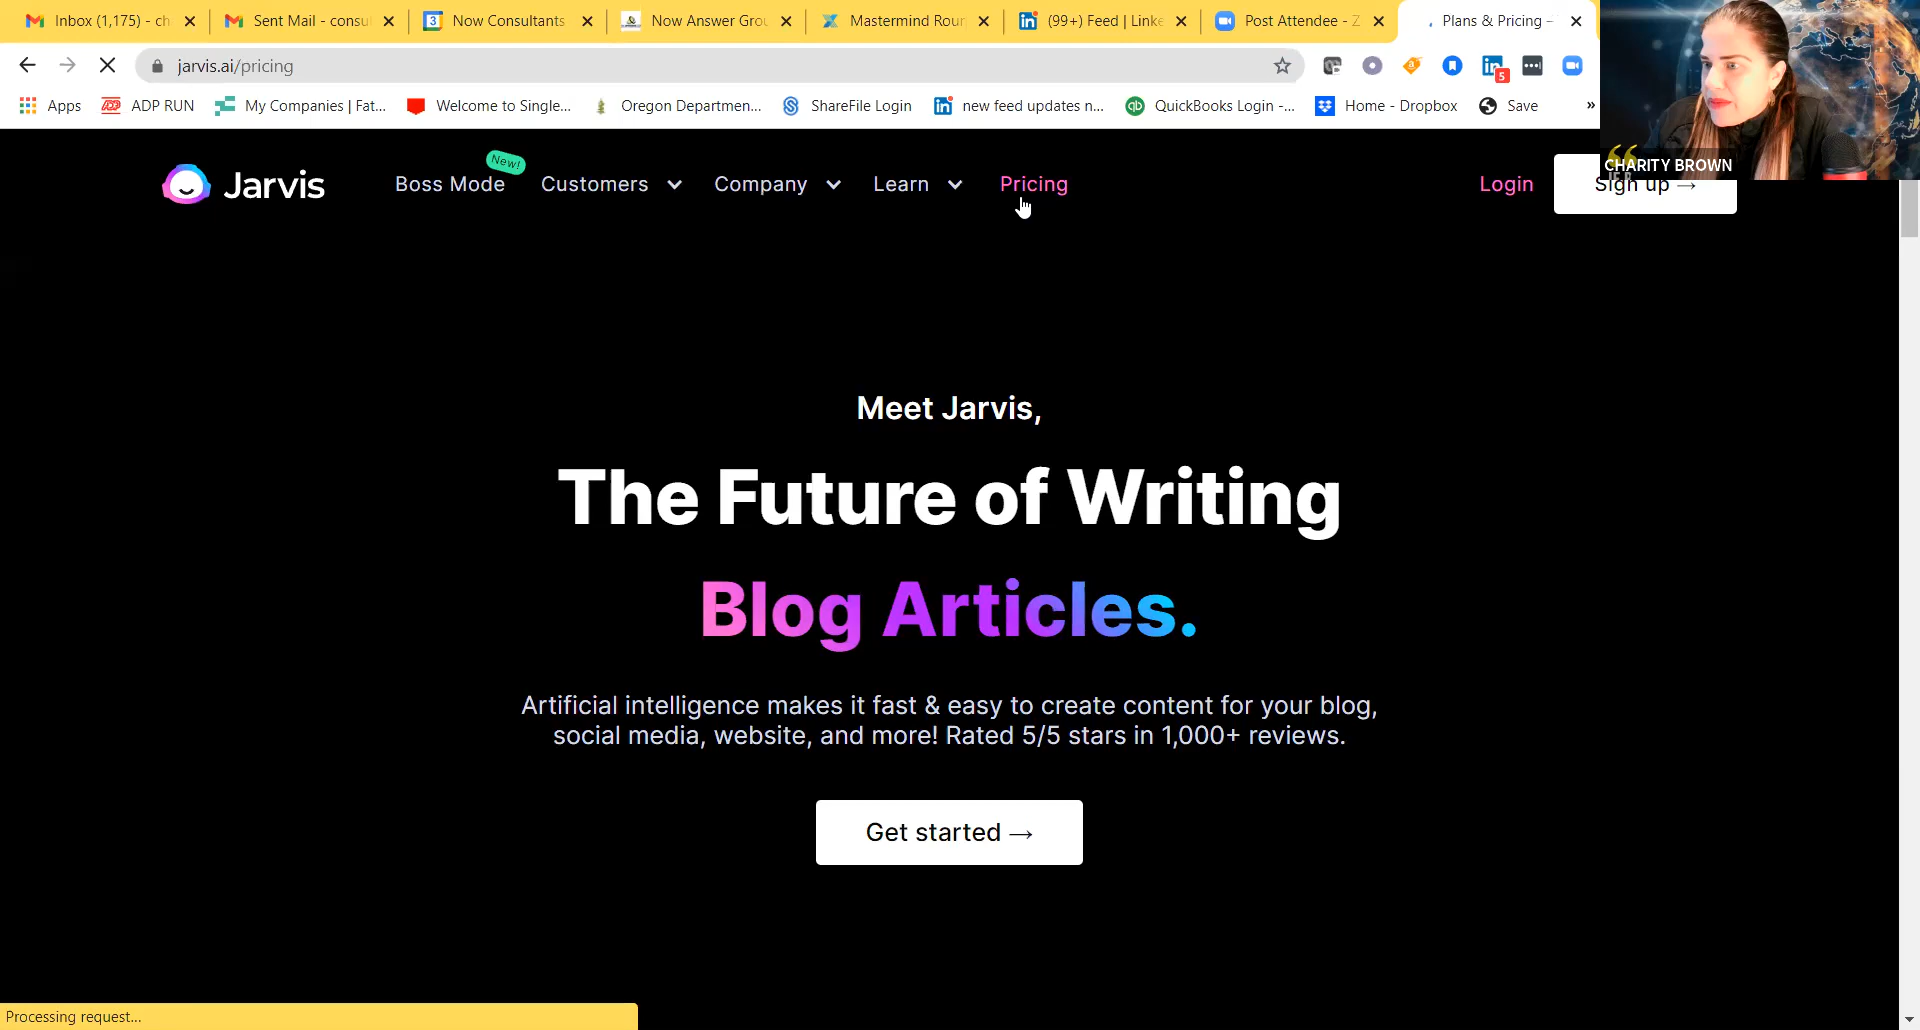 Inbox (1,175) - ch
Sent Mail - consul
3 Now Consultants
Now Answer Grou
Mastermind Roun
(99+) Feed | Linke
Post Attendee - Z
Plans & Pricing –
jarvis.ai/pricing
5
Apps
ADP RUN
My Companies | Fat...
Welcome to Single...
Oregon Departmen...
ShareFile Login
new feed updates n...
QuickBooks Login -...
Home - Dropbox
Save
»
CHARITY BROWN
Jarvis
Boss Mode
New!
Customers
Company
Learn
Pricing
Login
Sign up →
Meet Jarvis,
The Future of Writing
Blog Articles.
Artificial intelligence makes it fast & easy to create content for your blog,
social media, website, and more! Rated 5/5 stars in 1,000+ reviews.
Get started →
Processing request...